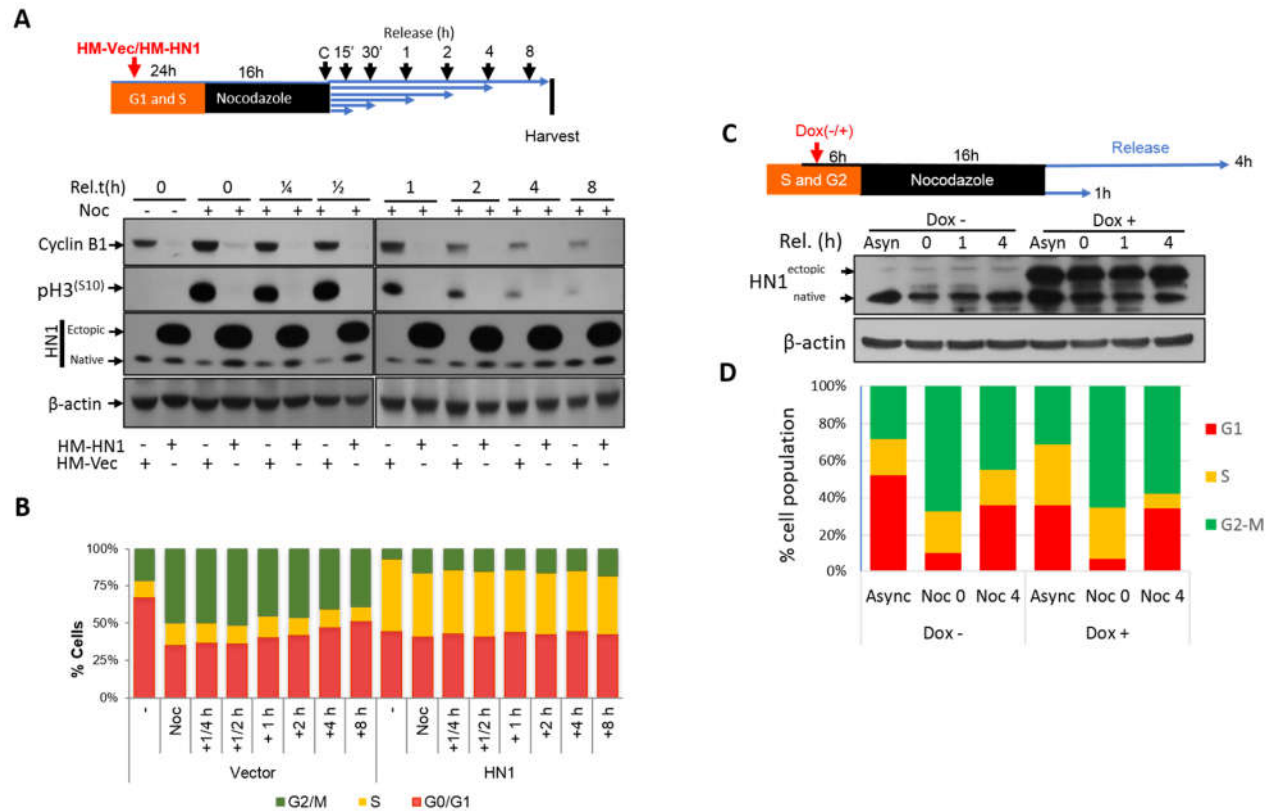 A
Release (h)
HM-Vec/HM-HN1
C 15' 30' 1 2 4 8
24h 16h
G1 and S Nocodazole
Harvest
Rel.t(h) 0 0 ¼ ½ 1 2 4 8
Noc - - + + + + + + + + + + + + + +
Cyclin B1
pH3(S10)
HN1
Ectopic
Native
β-actin
HM-HN1 - + - + - + - + - + - + - + - +
HM-Vec + - + - + - + - + - + - + - + -
B
100%
75%
50%
25%
0%
% Cells
- Noc +1/4 h +1/2 h + 1 h +2 h +4 h +8 h - Noc +1/4 h +1/2 h + 1 h +2 h +4 h +8 h
Vector HN1
G2/M S G0/G1
C
Dox(-/+)
6h 16h Release
4h
S and G2 Nocodazole
1h
Dox - Dox +
Rel. (h) Asyn 0 1 4 Asyn 0 1 4
HN1 ectopic
native
β-actin
D
100%
80%
60%
40%
20%
0%
% cell population
G1
S
G2-M
Async Noc 0 Noc 4 Async Noc 0 Noc 4
Dox - Dox +